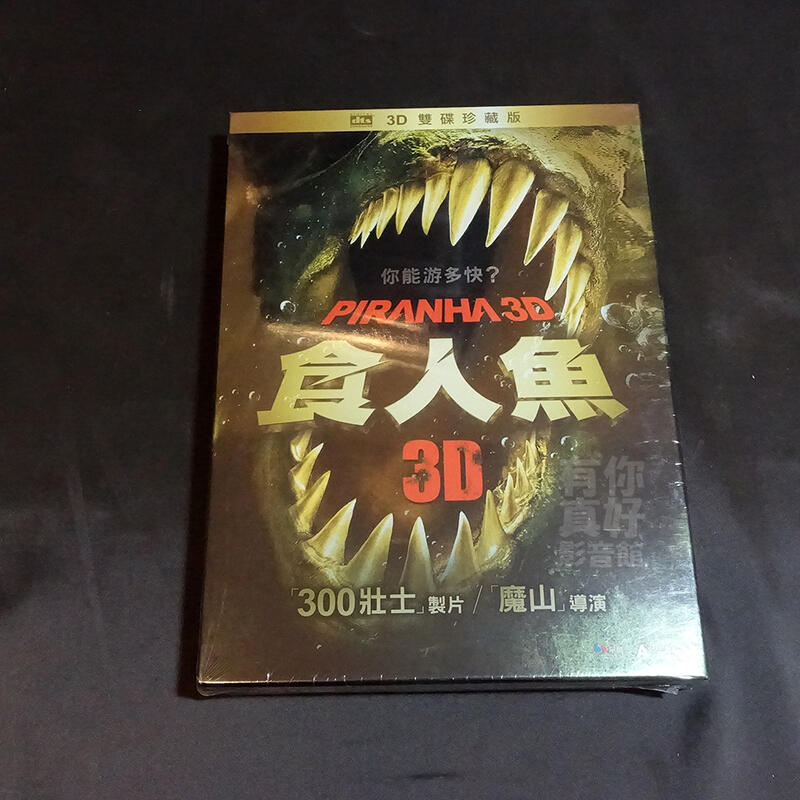 dts 3D 雙碟珍藏版
你能游多快?
PIRANHA 3D
食人魚
3D
有你
真好
影音館
「300壯士」製片/「魔山」導演